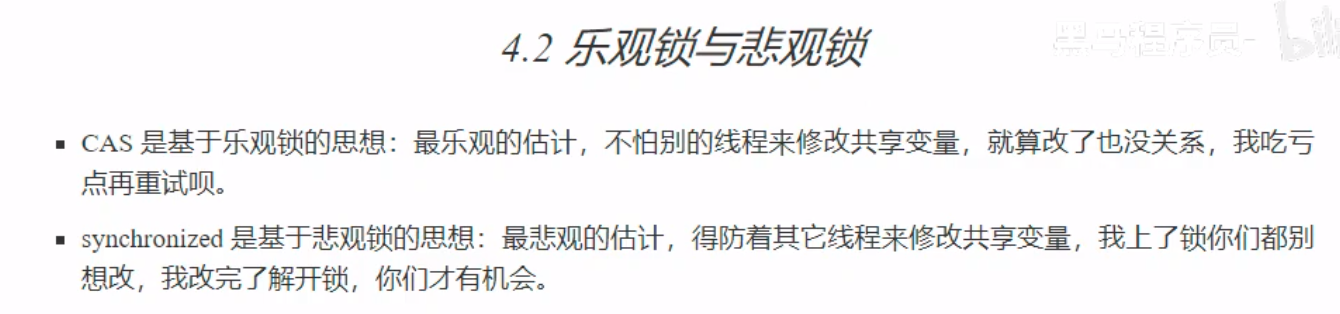 4.2 乐观锁与悲观锁
黑马程序员-
CAS 是基于乐观锁的思想：最乐观的估计，不怕别的线程来修改共享变量，就算改了也没关系，我吃亏
点再重试呗。
synchronized 是基于悲观锁的思想：最悲观的估计，得防着其它线程来修改共享变量，我上了锁你们都别
想改，我改完了解开锁，你们才有机会。